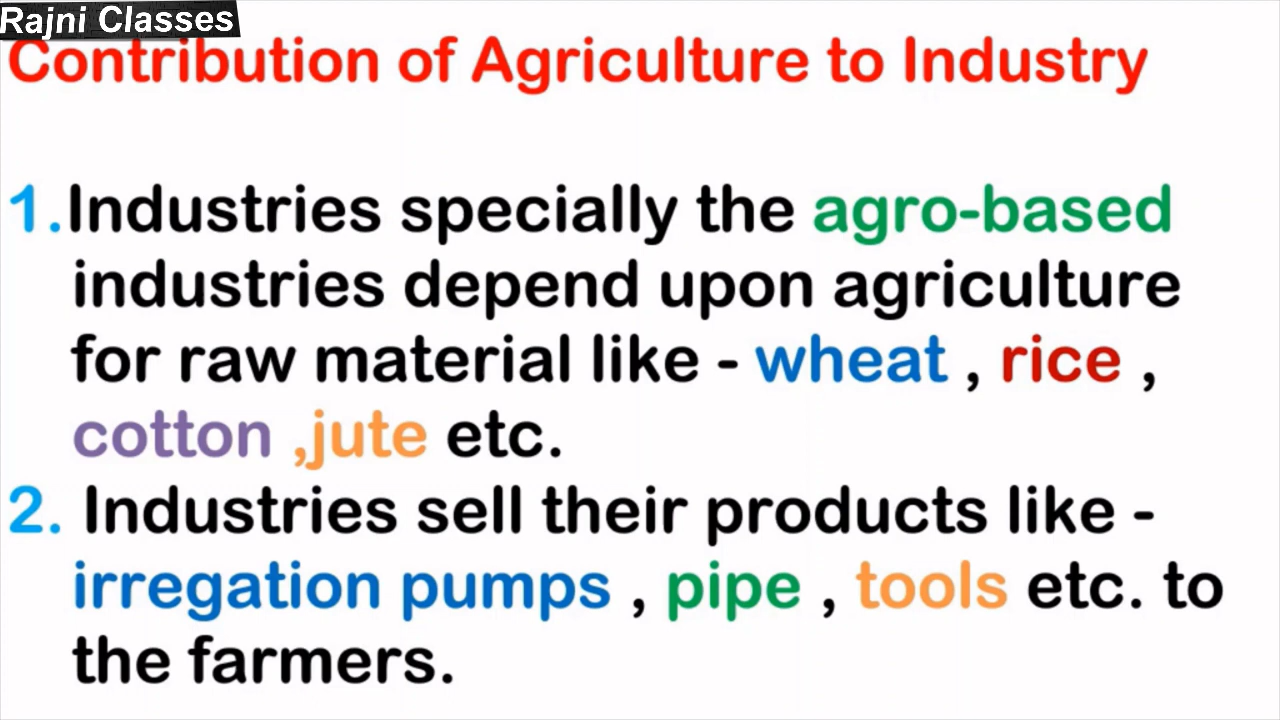 Rajni Classes
Contribution of Agriculture to Industry
1.Industries specially the agro-based
industries depend upon agriculture
for raw material like - wheat , rice ,
cotton ,jute etc.
2. Industries sell their products like -
irregation pumps , pipe , tools etc. to
the farmers.